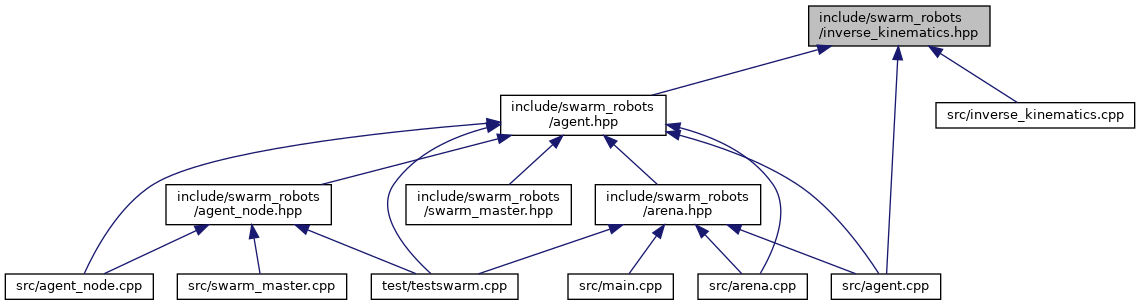 include/swarm_robots
/inverse_kinematics.hpp
include/swarm_robots
/agent.hpp
src/inverse_kinematics.cpp
include/swarm_robots
/agent_node.hpp
include/swarm_robots
/swarm_master.hpp
include/swarm_robots
/arena.hpp
src/agent_node.cpp
src/swarm_master.cpp
test/testswarm.cpp
src/main.cpp
src/arena.cpp
src/agent.cpp